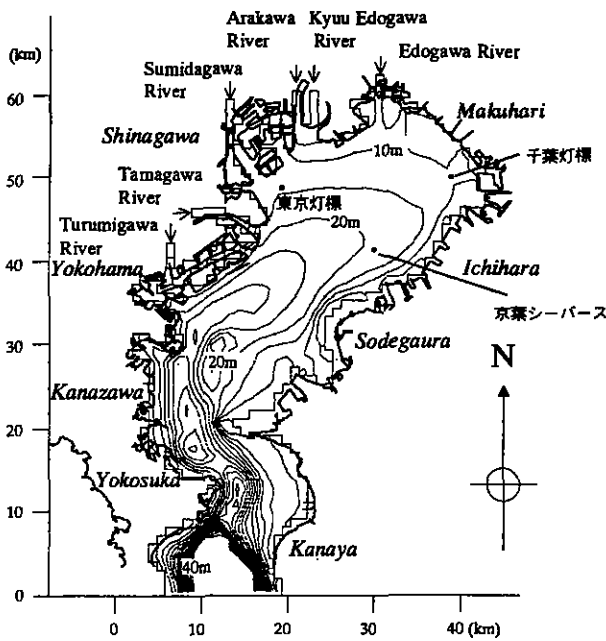 Arakawa
River
Kyuu Edogawa
River
Edogawa River
(km)
Sumidagawa
River
60
Makuhari
Shinagawa
10m
千葉灯標
Tamagawa
River
50
東京灯標
Turumigawa
River
20m
40
Yokohama
Ichihara
京葉シーバース
30
Sodegaura
20m
N
Kanazawa
20
Yokosuka
10
Kanaya
40m
0
0
10
20
30
40 (km)